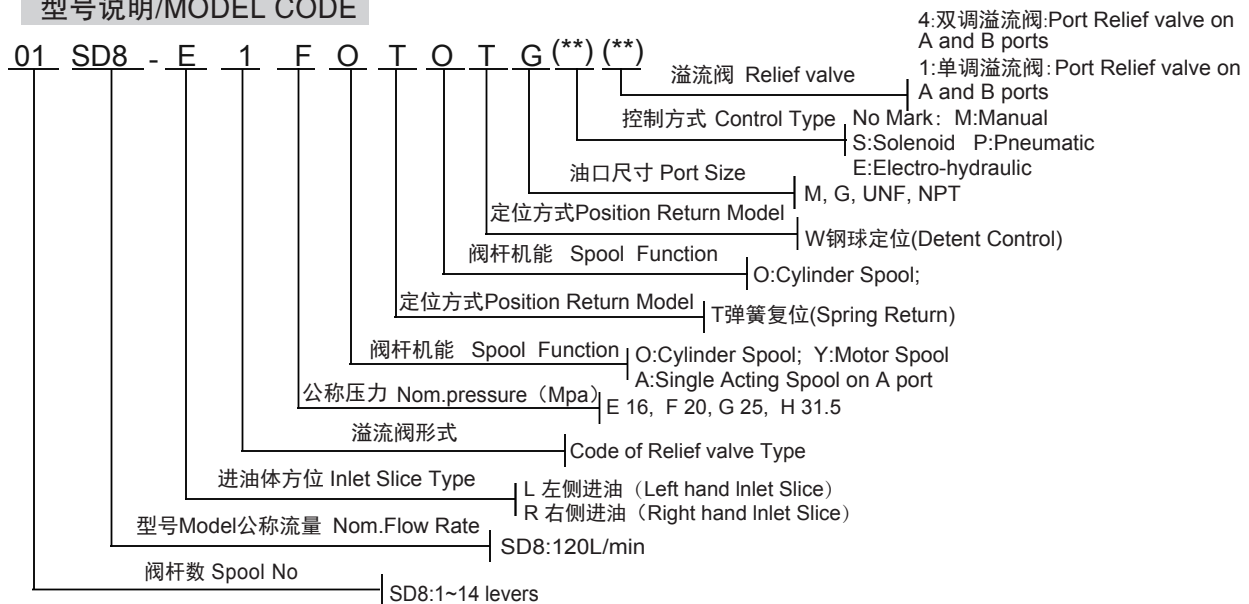 型号说明/MODEL CODE
01 SD8 - E 1 F O T O T G (**) (**)
4:双调溢流阀:Port Relief valve on
A and B ports
溢流阀 Relief valve
1:单调溢流阀:Port Relief valve on
A and B ports
控制方式 Control Type
No Mark: M:Manual
S:Solenoid P:Pneumatic
E:Electro-hydraulic
油口尺寸 Port Size
M, G, UNF, NPT
定位方式Position Return Model
W钢球定位(Detent Control)
阀杆机能 Spool Function
O:Cylinder Spool;
定位方式Position Return Model
T弹簧复位(Spring Return)
阀杆机能 Spool Function
O:Cylinder Spool; Y:Motor Spool
A:Single Acting Spool on A port
公称压力 Nom.pressure（Mpa）
E 16, F 20, G 25, H 31.5
溢流阀形式
Code of Relief valve Type
进油体方位 Inlet Slice Type
L 左侧进油（Left hand Inlet Slice）
R 右侧进油（Right hand Inlet Slice）
型号Model公称流量 Nom.Flow Rate
SD8:120L/min
阀杆数 Spool No
SD8:1~14 levers